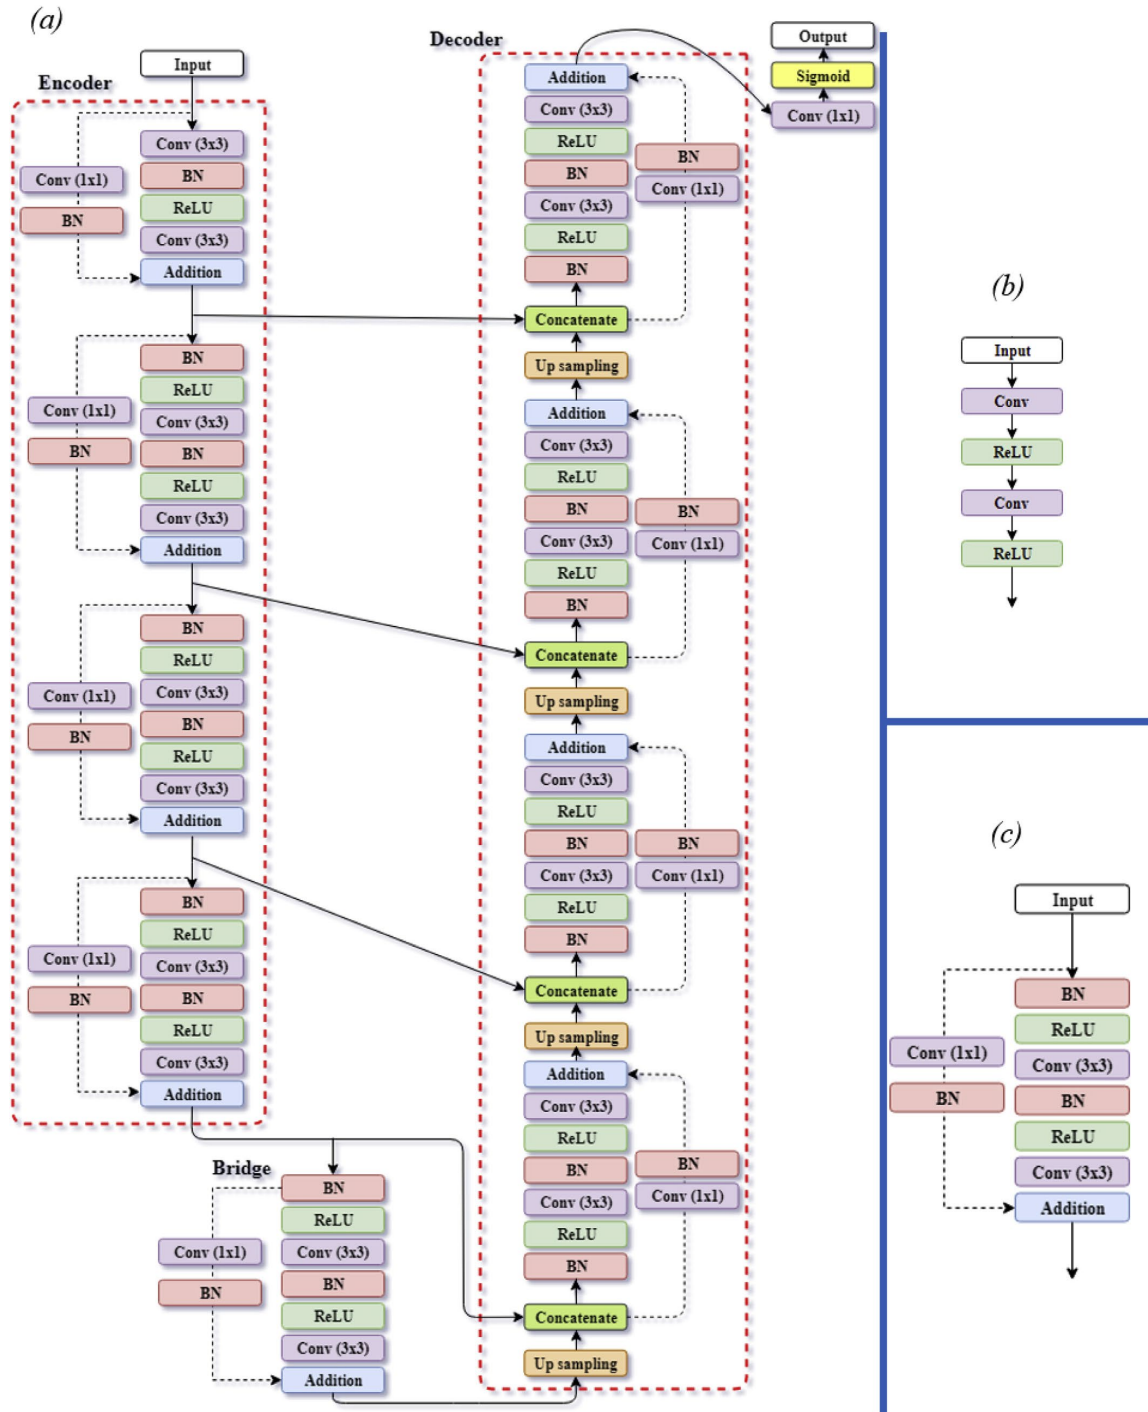 (a)
Input
Encoder
Conv (3x3)
BN
ReLU
Conv (3x3)
Addition
Conv (1x1)
BN
BN
ReLU
Conv (3x3)
BN
ReLU
Conv (3x3)
Addition
Conv (1x1)
BN
BN
ReLU
Conv (3x3)
BN
ReLU
Conv (3x3)
Addition
Conv (1x1)
BN
BN
ReLU
Conv (3x3)
BN
ReLU
Conv (3x3)
Addition
Conv (1x1)
BN
Bridge
BN
ReLU
Conv (3x3)
BN
ReLU
Conv (3x3)
Addition
Conv (1x1)
BN
Decoder
Addition
Conv (3x3)
ReLU
BN
Conv (3x3)
ReLU
BN
Concatenate
Up sampling
BN
Conv (1x1)
Addition
Conv (3x3)
ReLU
BN
Conv (3x3)
ReLU
BN
Concatenate
Up sampling
BN
Conv (1x1)
Addition
Conv (3x3)
ReLU
BN
Conv (3x3)
ReLU
BN
Concatenate
Up sampling
BN
Conv (1x1)
Addition
Conv (3x3)
ReLU
BN
Conv (3x3)
ReLU
BN
Concatenate
Up sampling
BN
Conv (1x1)
Output
Sigmoid
Conv (1x1)
(b)
Input
Conv
ReLU
Conv
ReLU
(c)
Input
BN
ReLU
Conv (3x3)
BN
ReLU
Conv (3x3)
Addition
Conv (1x1)
BN